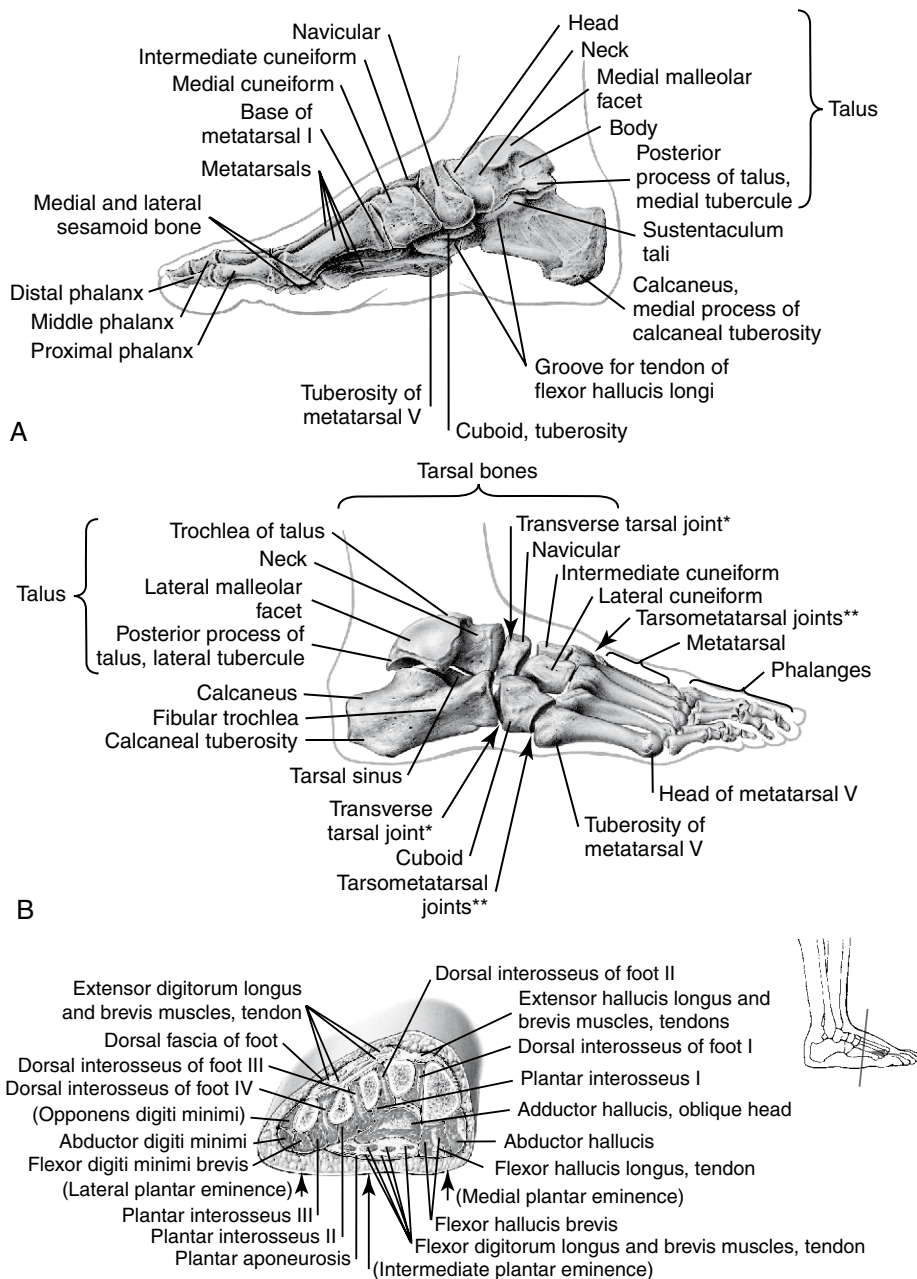 Navicular
Intermediate cuneiform
Medial cuneiform
Base of
metatarsal I
Metatarsals
Medial and lateral
sesamoid bone
Distal phalanx
Middle phalanx
Proximal phalanx
Head
Neck
Medial malleolar
facet
Body
Posterior
process of talus,
medial tubercule
Talus
Sustentaculum
tali
Calcaneus,
medial process of
calcaneal tuberosity
Groove for tendon of
flexor hallucis longi
Tuberosity of
metatarsal V
Cuboid, tuberosity
A
Tarsal bones
Trochlea of talus
Neck
Lateral malleolar
facet
Posterior process of
talus, lateral tubercule
Talus
Calcaneus
Fibular trochlea
Calcaneal tuberosity
Tarsal sinus
Transverse
tarsal joint*
Cuboid
Tarsometatarsal
joints**
Transverse tarsal joint*
Navicular
Intermediate cuneiform
Lateral cuneiform
Tarsometatarsal joints**
Metatarsal
Phalanges
Head of metatarsal V
Tuberosity of
metatarsal V
B
Extensor digitorum longus
and brevis muscles, tendon
Dorsal fascia of foot
Dorsal interosseus of foot III
Dorsal interosseus of foot IV
(Opponens digiti minimi)
Abductor digiti minimi
Flexor digiti minimi brevis
(Lateral plantar eminence)
Plantar interosseus III
Plantar interosseus II
Plantar aponeurosis
Dorsal interosseus of foot II
Extensor hallucis longus and
brevis muscles, tendons
Dorsal interosseus of foot I
Plantar interosseus I
Adductor hallucis, oblique head
Abductor hallucis
Flexor hallucis longus, tendon
(Medial plantar eminence)
Flexor hallucis brevis
Flexor digitorum longus and brevis muscles, tendon
(Intermediate plantar eminence)